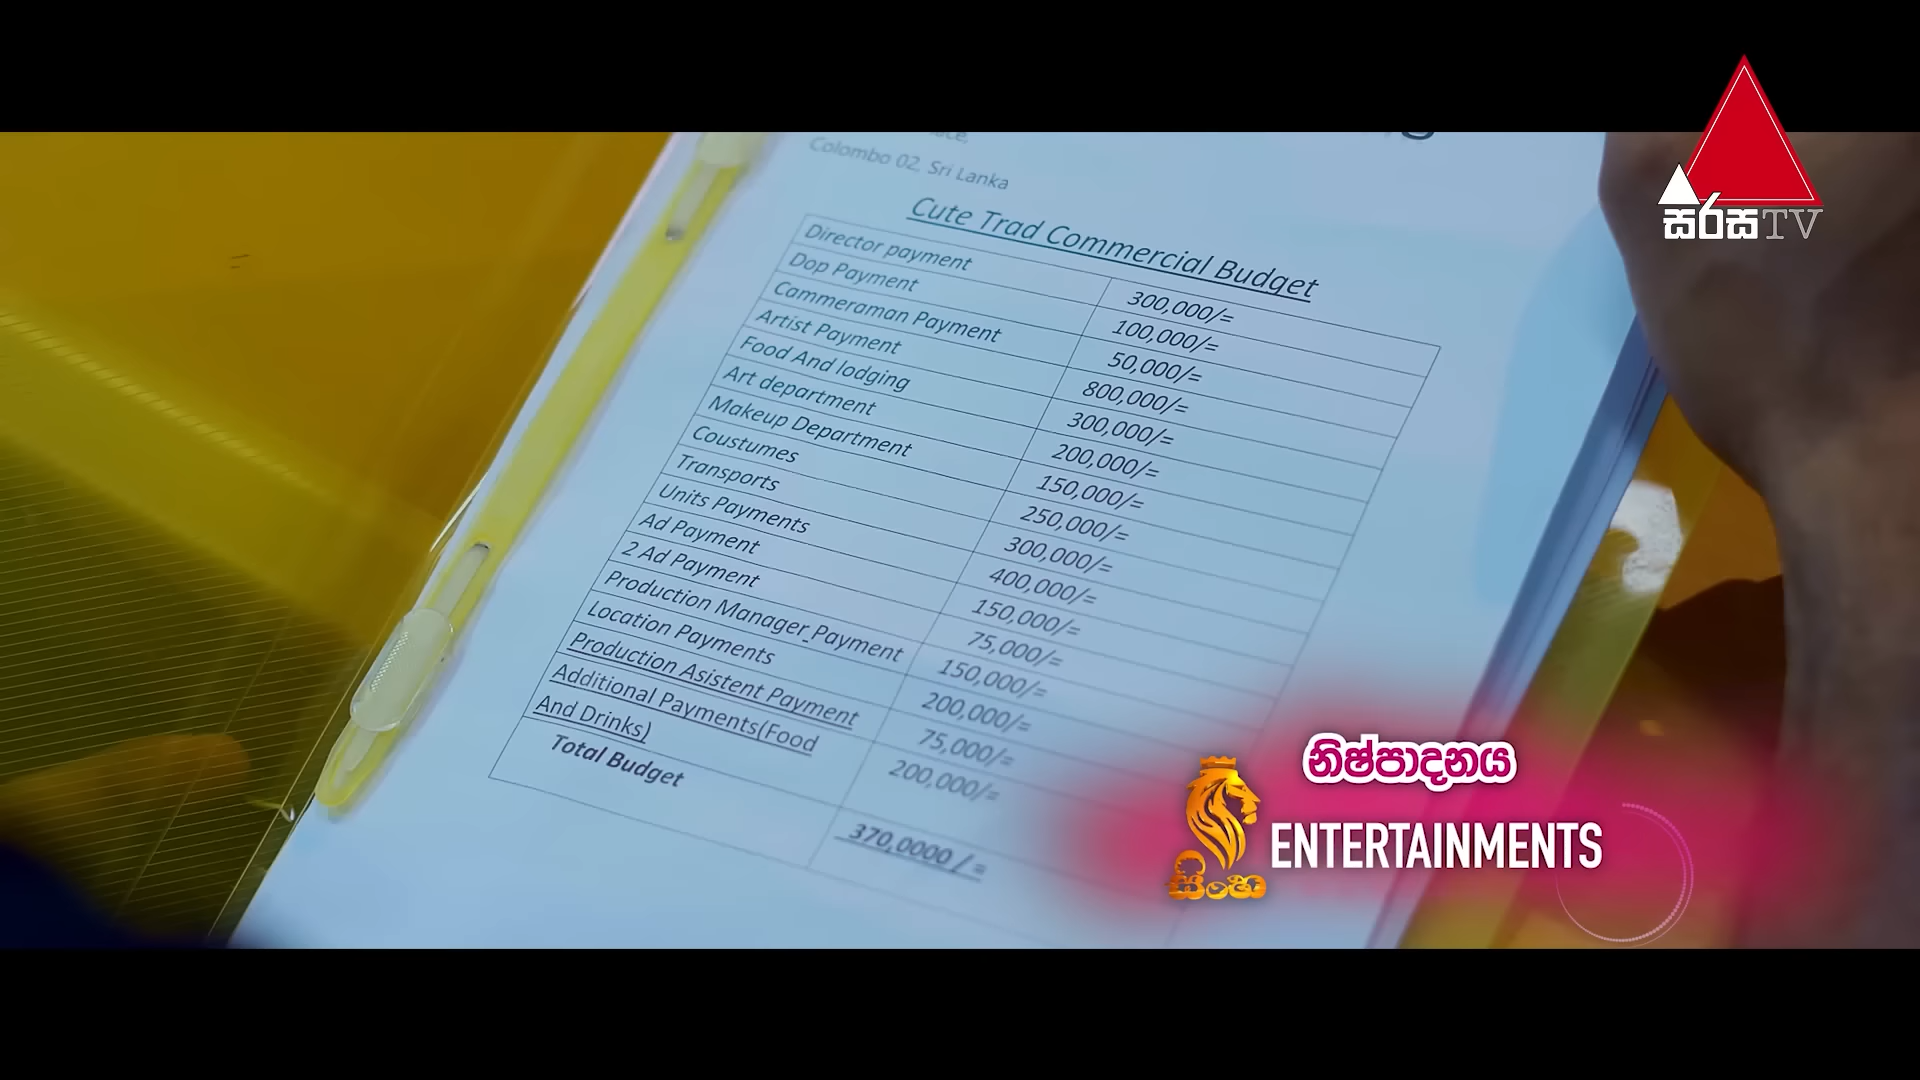 සිරස TV
Colombo 02, Sri Lanka
Cute Trad Commercial Budget
Director payment 300,000/=
Dop Payment 100,000/=
Cammeraman Payment 50,000/=
Artist Payment 800,000/=
Food And lodging 300,000/=
Art department 200,000/=
Makeup Department 150,000/=
Coustumes 250,000/=
Transports 300,000/=
Units Payments 400,000/=
Ad Payment 150,000/=
2 Ad Payment 75,000/=
Production Manager Payment 150,000/=
Location Payments 200,000/=
Production Asistent Payment 75,000/=
Additional Payments(Food 200,000/=
And Drinks)
Total Budget 370,0000 / =
නිෂ්පාදනය
සිංහ ENTERTAINMENTS